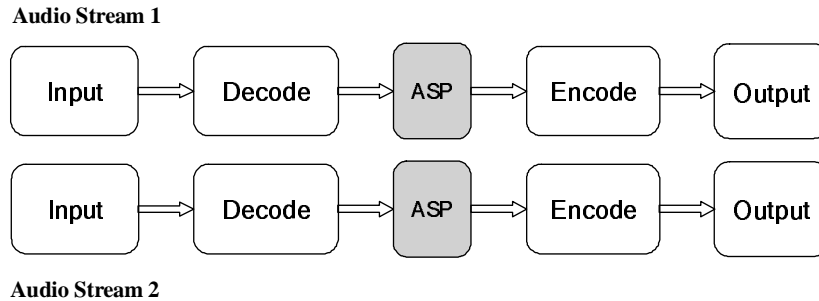 Audio Stream 1
Input Decode ASP Encode Output
Input Decode ASP Encode Output
Audio Stream 2